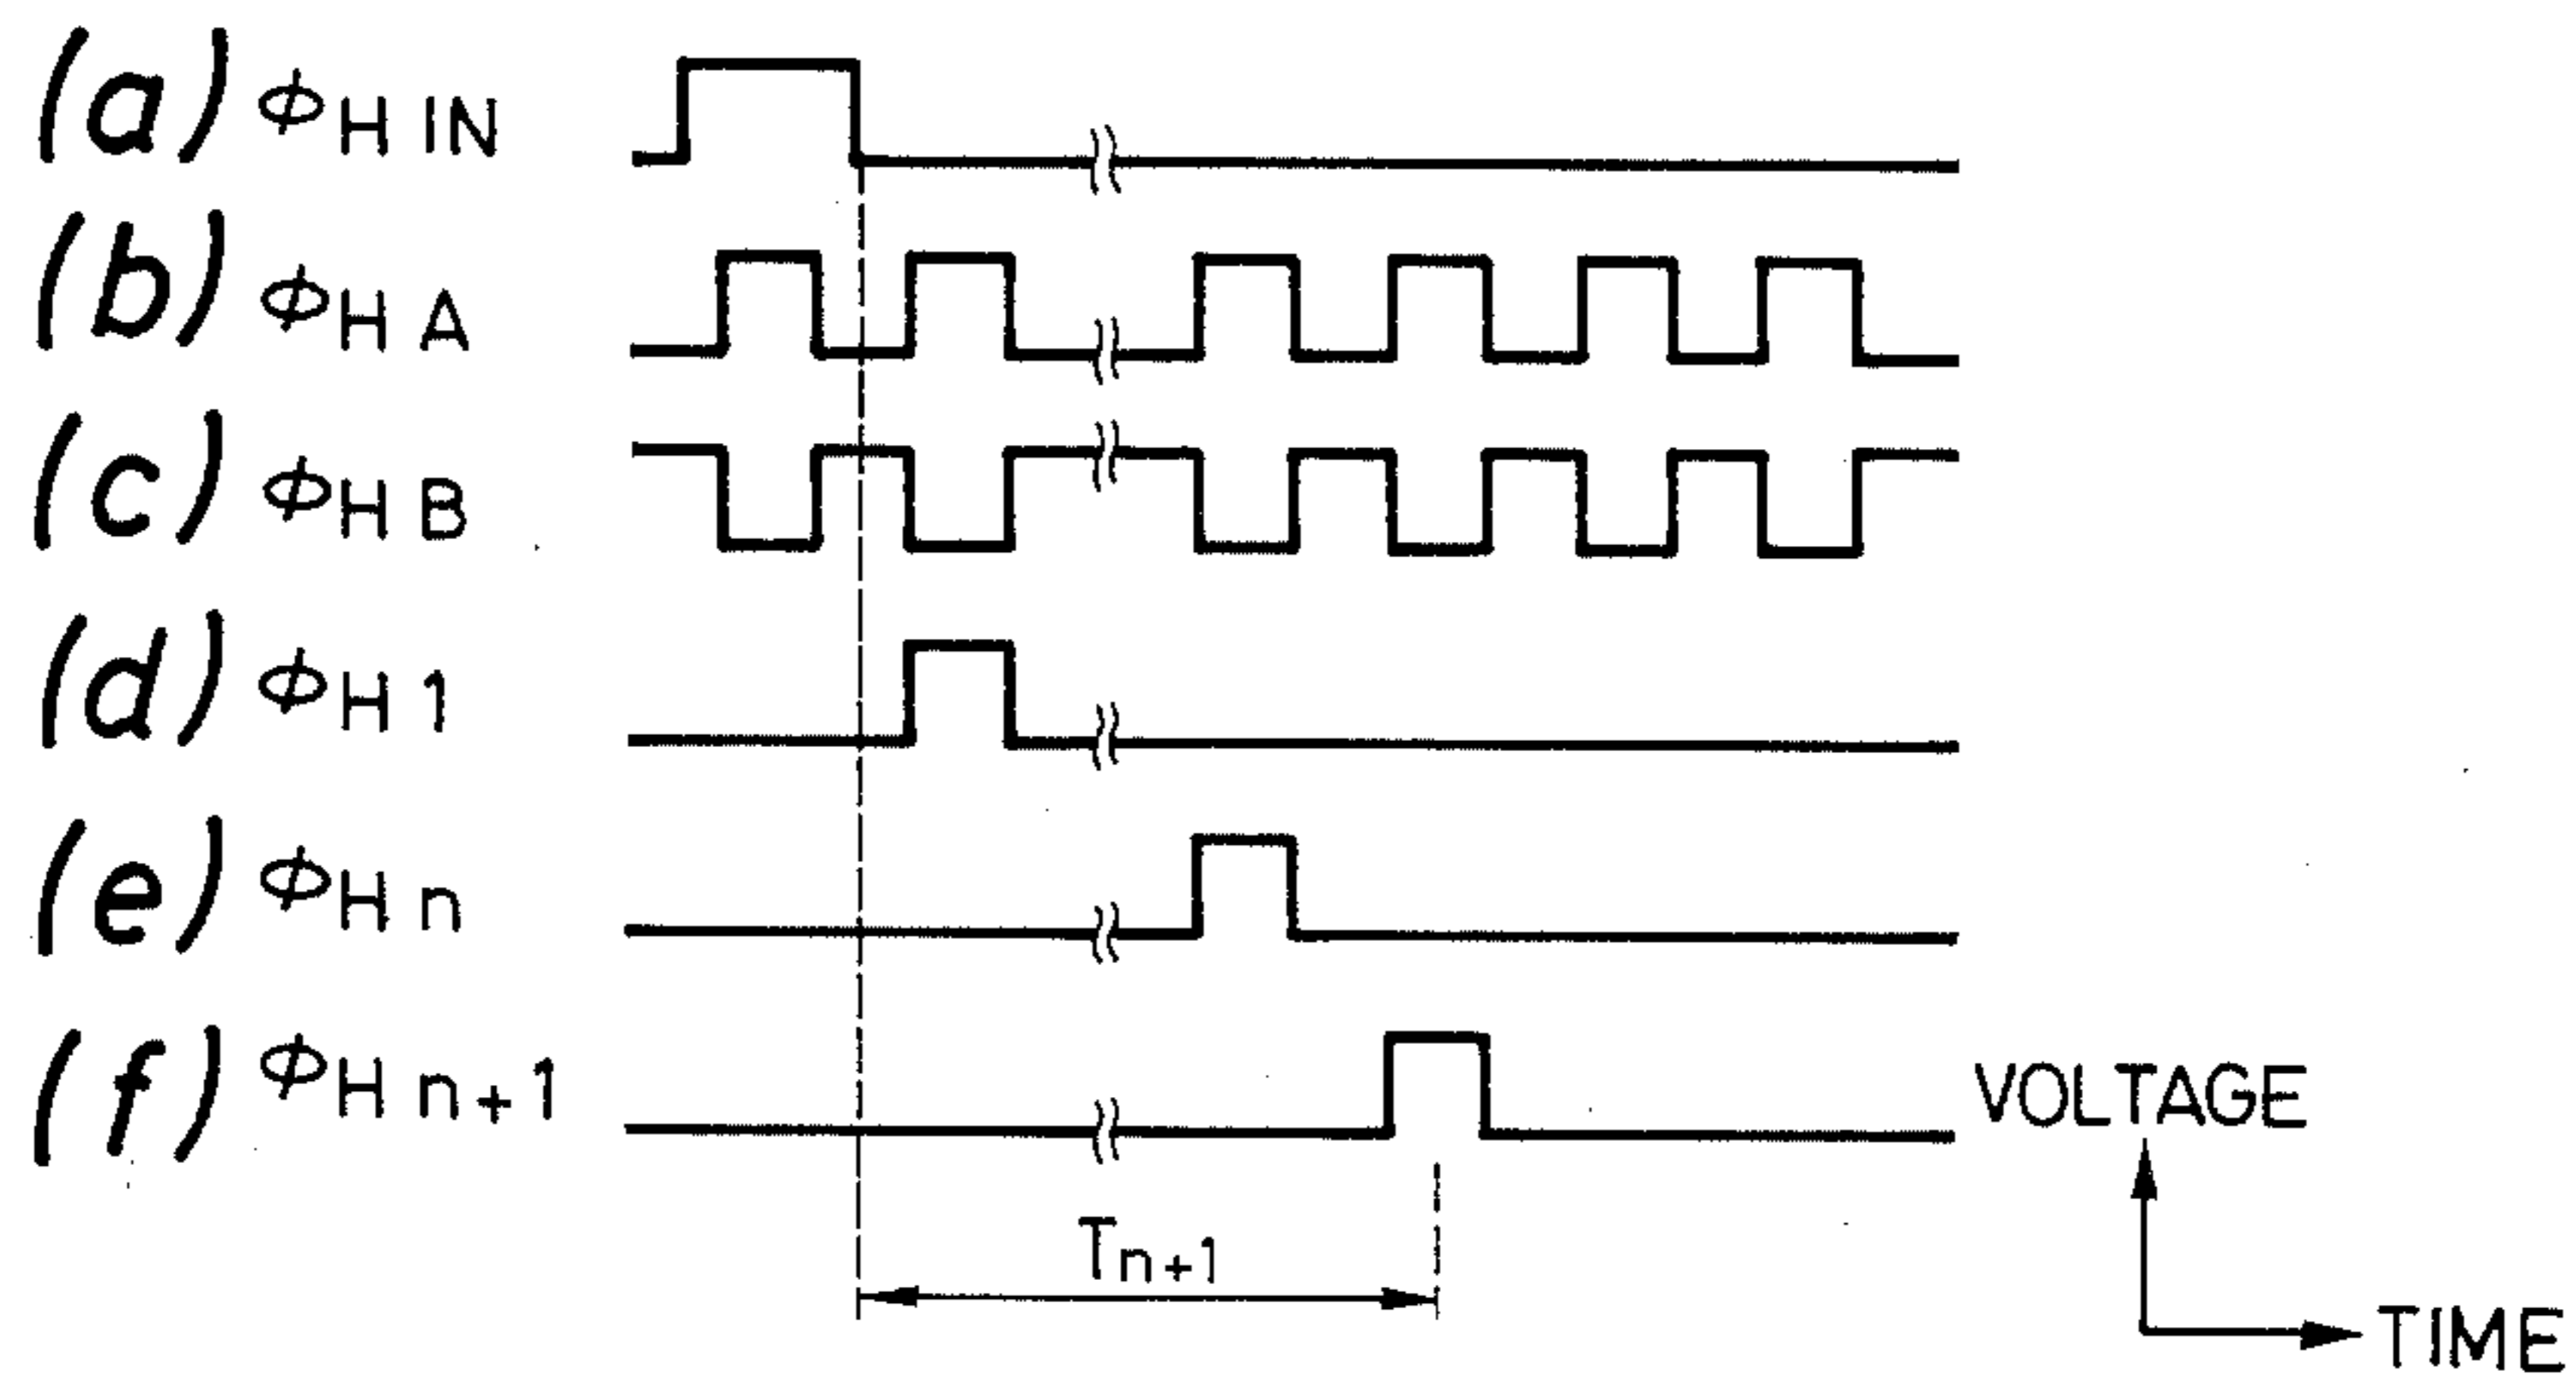 (a) ΦH IN
(b) ΦH A
(c) ΦH B
(d) ΦH 1
(e) ΦH n
(f) ΦH n+1
VOLTAGE
Tn+1
TIME